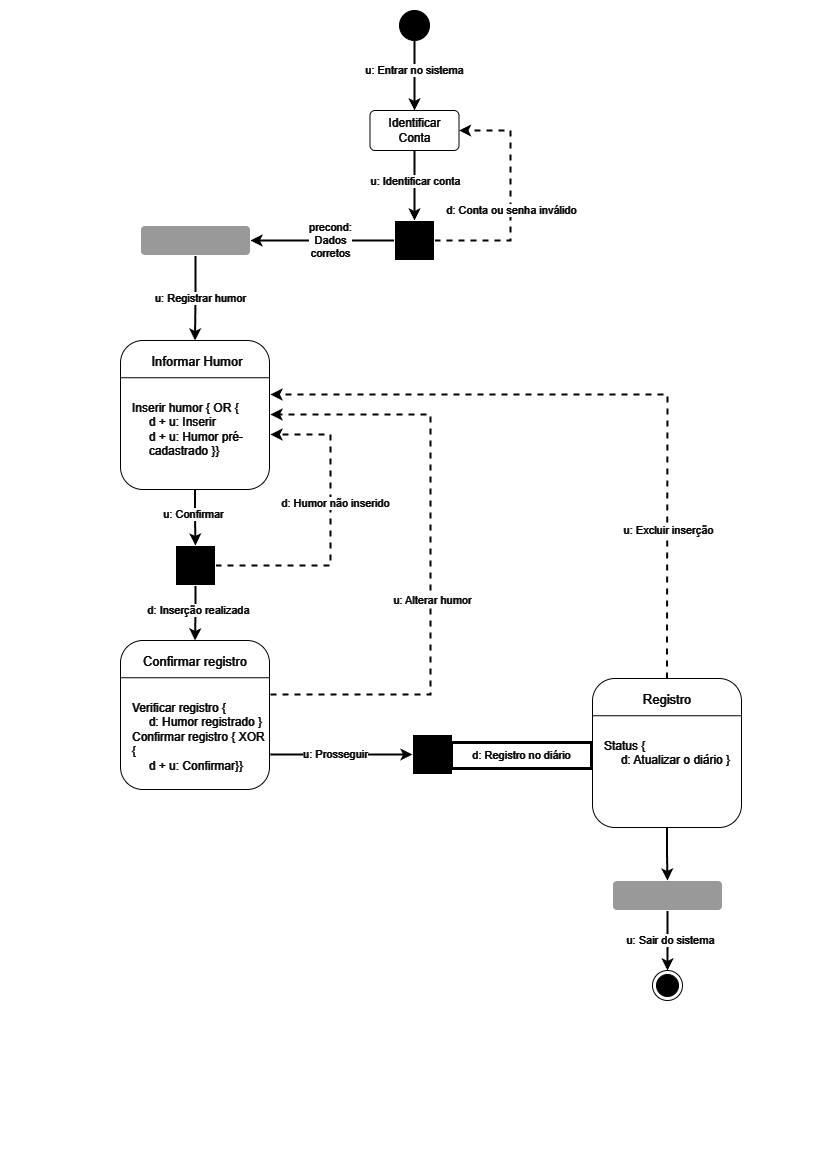 u: Entrar no sistema
Identificar
Conta
u: Identificar conta
d: Conta ou senha inválido
precond:
Dados
corretos
u: Registrar humor
Informar Humor
Inserir humor { OR {
d + u: Inserir
d + u: Humor pré-
cadastrado }}
d: Humor não inserido
u: Confirmar
u: Excluir inserção
u: Alterar humor
d: Inserção realizada
Confirmar registro
Verificar registro {
d: Humor registrado }
Confirmar registro { XOR
{
d + u: Confirmar}}
u: Prosseguir
d: Registro no diário
Registro
Status {
d: Atualizar o diário }
u: Sair do sistema